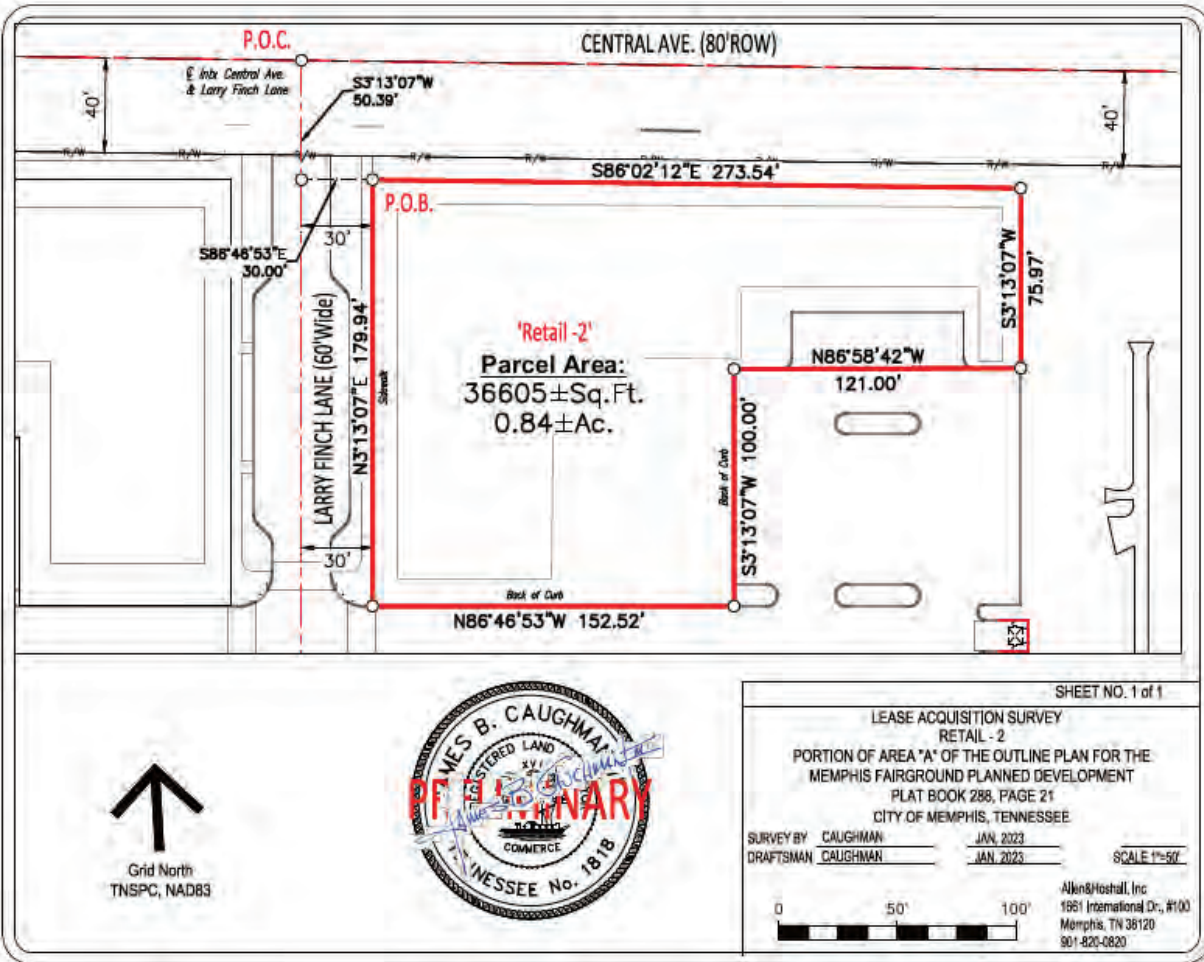 P.O.C.
CENTRAL AVE. (80'ROW)
₵ Intx Central Ave.
& Larry Finch Lane
S3°13'07"W
50.39'
40'
40'
R/W
R/W
R/W
R/W
R/W
R/W
R/W
R/W
S86°02'12"E 273.54'
P.O.B.
30'
S86°46'53"E
30.00'
S3°13'07"W
75.97'
LARRY FINCH LANE (60'Wide)
N3°13'07"E 179.94'
Sidewalk
'Retail -2'
Parcel Area:
36605±Sq.Ft.
0.84±Ac.
N86°58'42"W
121.00'
Back of Curb
S3°13'07"W 100.00'
30'
Back of Curb
N86°46'53"W 152.52'
Grid North
TNSPC, NAD83
JAMES B. CAUGHMAN
REGISTERED LAND
XVI
PRELIMINARY
COMMERCE
TENNESSEE No. 1818
SHEET NO. 1 of 1
LEASE ACQUISITION SURVEY
RETAIL - 2
PORTION OF AREA "A" OF THE OUTLINE PLAN FOR THE
MEMPHIS FAIRGROUND PLANNED DEVELOPMENT
PLAT BOOK 288, PAGE 21
CITY OF MEMPHIS, TENNESSEE
SURVEY BY CAUGHMAN JAN, 2023
DRAFTSMAN CAUGHMAN JAN, 2023 SCALE 1"=50'
Allen&Hoshall, Inc
1661 International Dr., #100
Memphis, TN 38120
901-820-0820
0 50' 100'